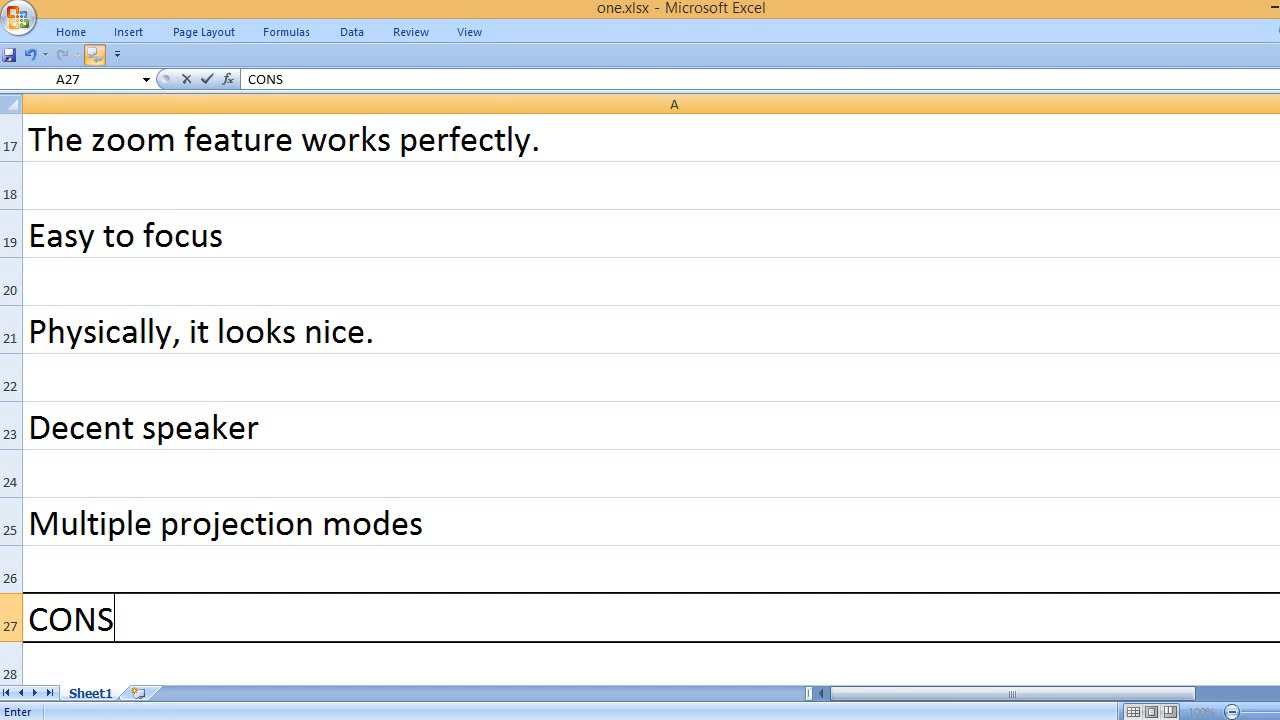 one.xlsx - Microsoft Excel
Home Insert Page Layout Formulas Data Review View
A27 fx CONS
A
17 The zoom feature works perfectly.
18
19 Easy to focus
20
21 Physically, it looks nice.
22
23 Decent speaker
24
25 Multiple projection modes
26
27 CONS
28
Sheet1
Enter 100%